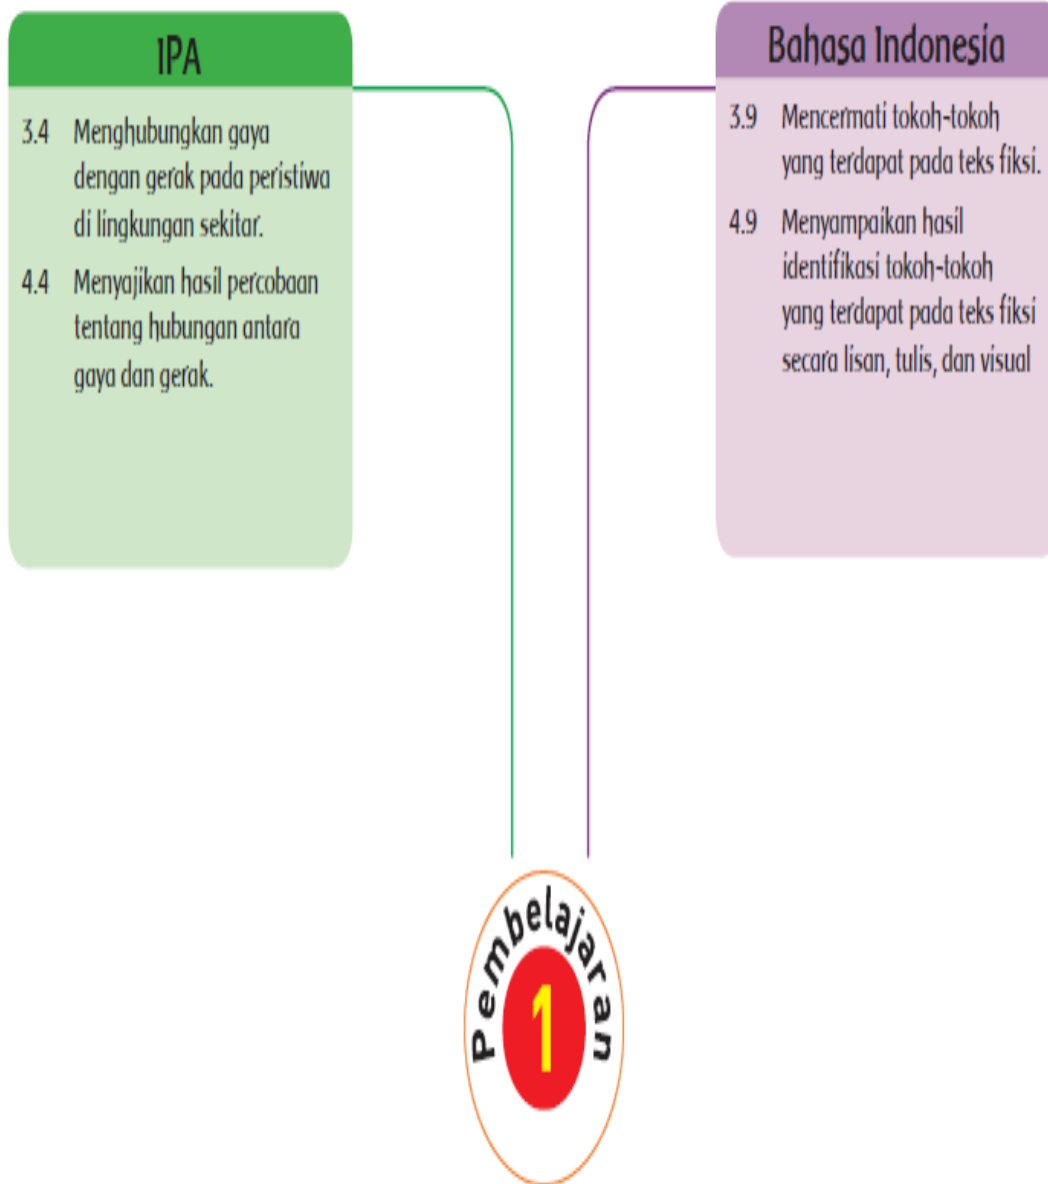 IPA
3.4 Menghubungkan gaya
dengan gerak pada peristiwa
di lingkungan sekitar.
4.4 Menyajikan hasil percobaan
tentang hubungan antara
gaya dan gerak.
Bahasa Indonesia
3.9 Mencermati tokoh-tokoh
yang terdapat pada teks fiksi.
4.9 Menyampaikan hasil
identifikasi tokoh-tokoh
yang terdapat pada teks fiksi
secara lisan, tulis, dan visual
Pembelajaran
1